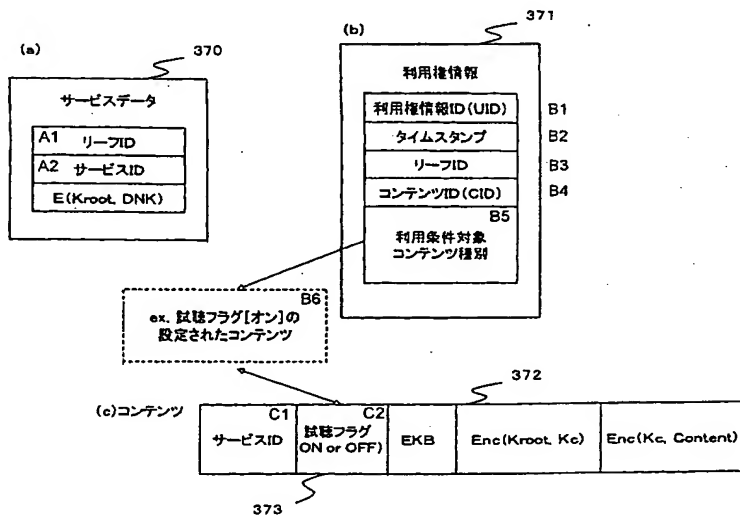 (a)
370
サービスデータ
A1 リーフID
A2 サービスID
E(Kroot, DNK)
(b)
371
利用権情報
利用権情報ID(UID) B1
タイムスタンプ B2
リーフID B3
コンテンツID(CID) B4
B5
利用条件対象
コンテンツ種別
B6
ex. 試聴フラグ[オン]の
設定されたコンテンツ
372
(c)コンテンツ
C1
サービスID
C2
試聴フラグ
ON or OFF)
EKB
Enc(Kroot, Kc)
Enc(Kc, Content)
373